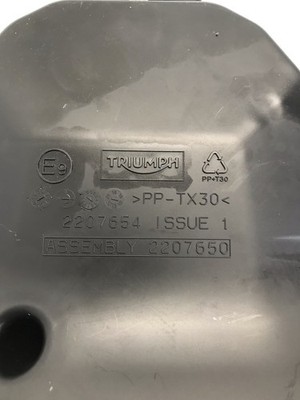 E9 TRIUMPH
PP+T30
>PP-TX30<
2207654 ISSUE 1
ASSEMBLY 2207650